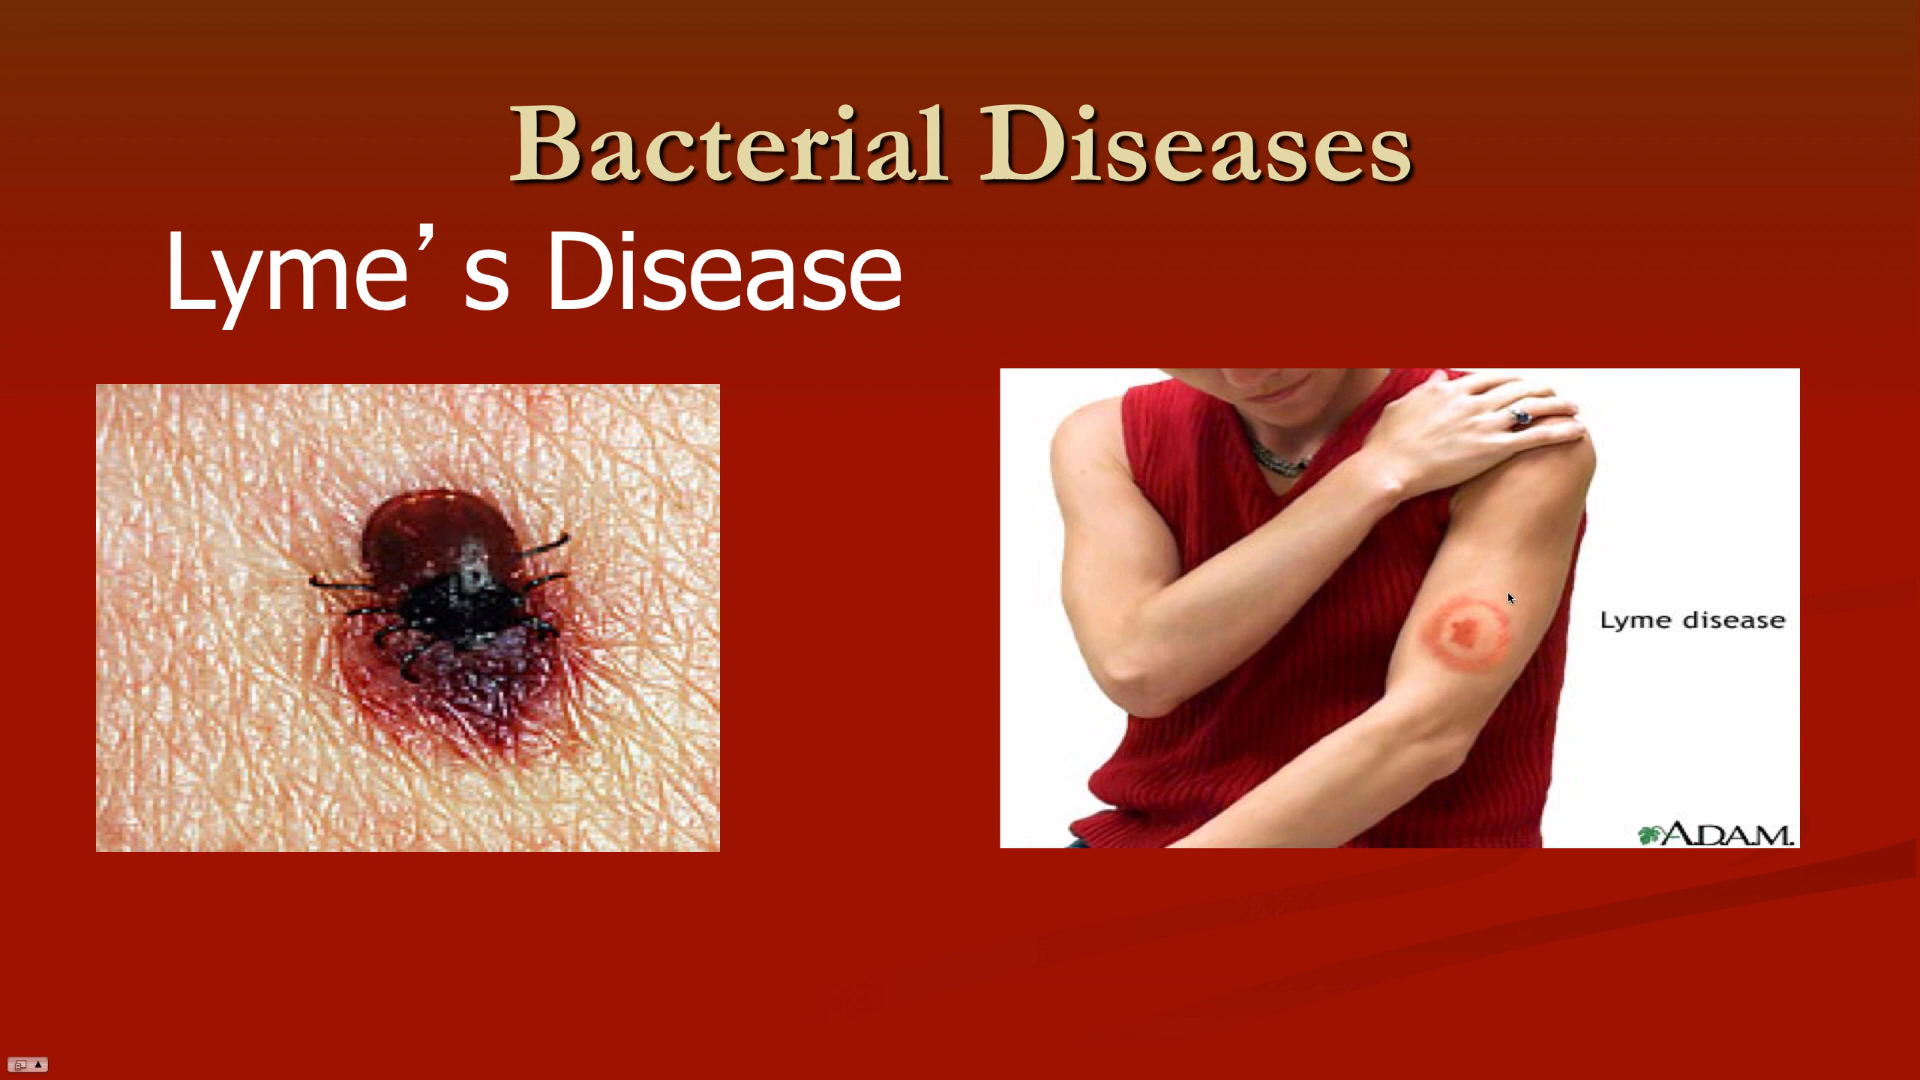 Bacterial Diseases
Lyme’s Disease
Lyme disease
A.D.A.M.